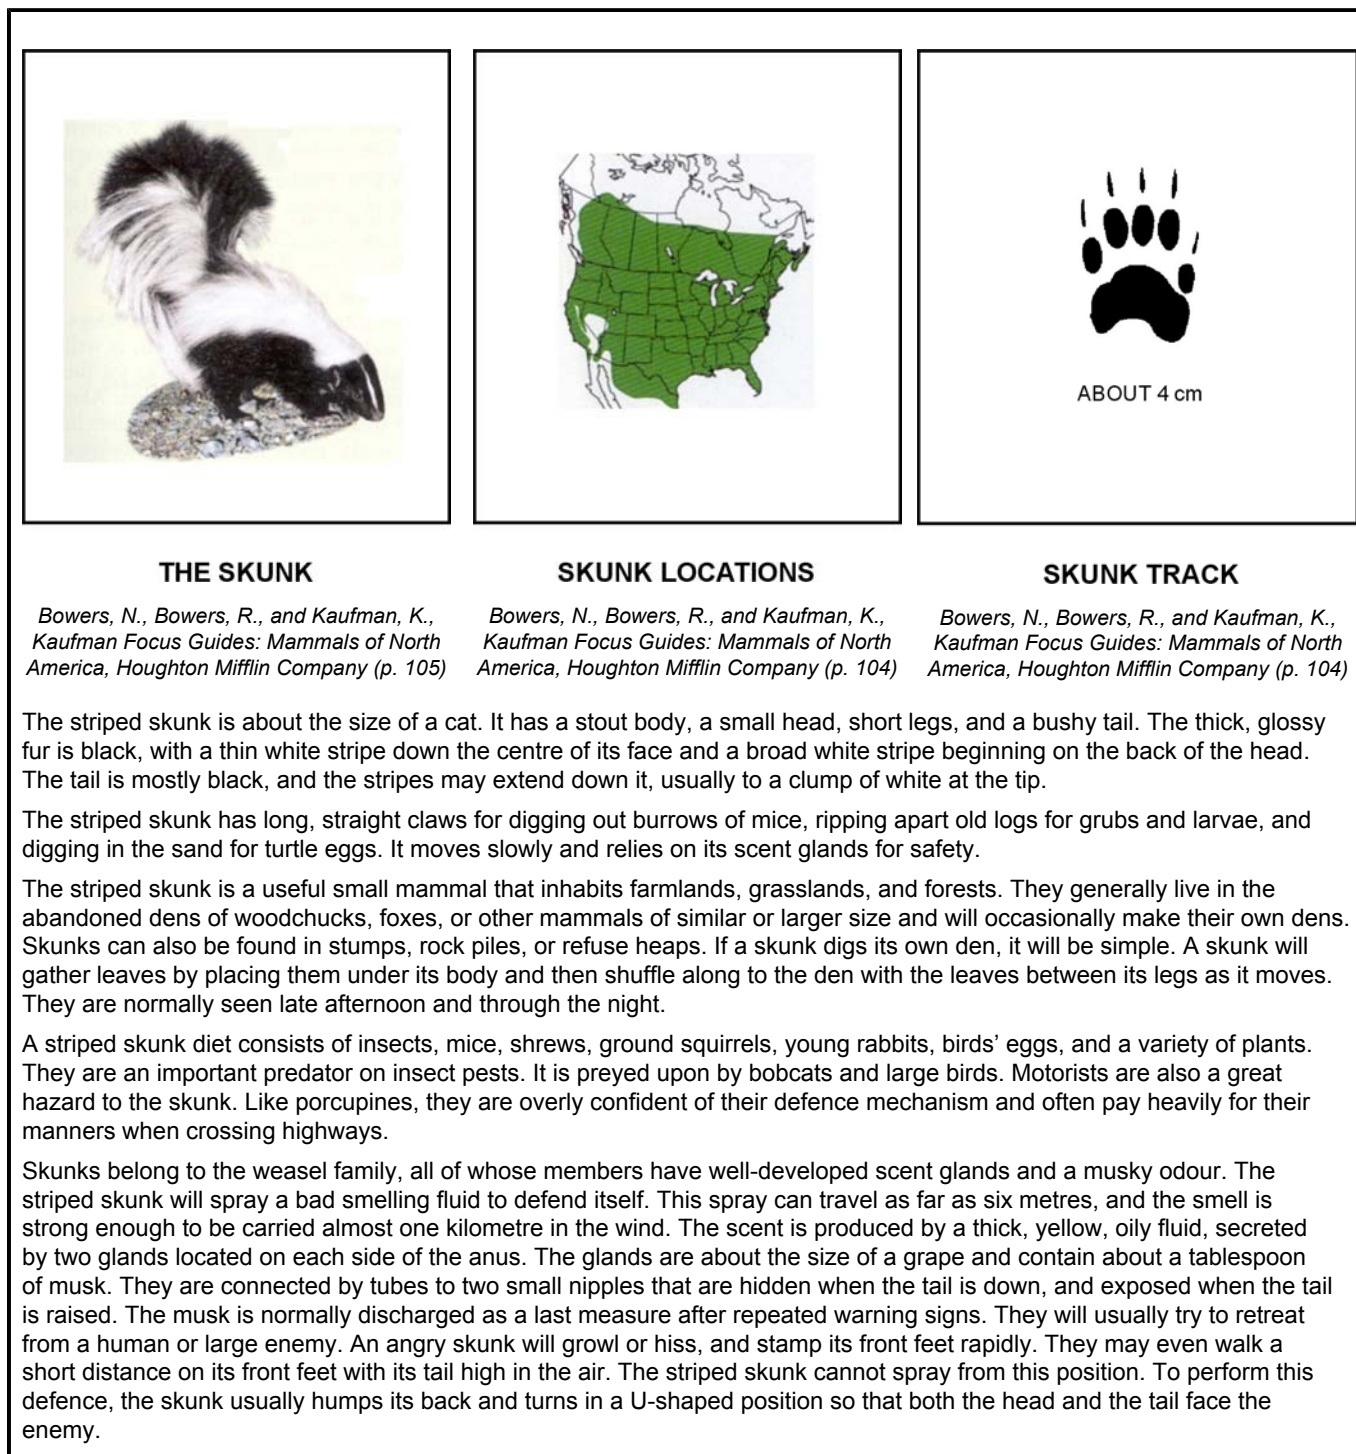 ABOUT 4 cm
THE SKUNK
Bowers, N., Bowers, R., and Kaufman, K.,
Kaufman Focus Guides: Mammals of North
America, Houghton Mifflin Company (p. 105)
SKUNK LOCATIONS
Bowers, N., Bowers, R., and Kaufman, K.,
Kaufman Focus Guides: Mammals of North
America, Houghton Mifflin Company (p. 104)
SKUNK TRACK
Bowers, N., Bowers, R., and Kaufman, K.,
Kaufman Focus Guides: Mammals of North
America, Houghton Mifflin Company (p. 104)
The striped skunk is about the size of a cat. It has a stout body, a small head, short legs, and a bushy tail. The thick, glossy
fur is black, with a thin white stripe down the centre of its face and a broad white stripe beginning on the back of the head.
The tail is mostly black, and the stripes may extend down it, usually to a clump of white at the tip.
The striped skunk has long, straight claws for digging out burrows of mice, ripping apart old logs for grubs and larvae, and
digging in the sand for turtle eggs. It moves slowly and relies on its scent glands for safety.
The striped skunk is a useful small mammal that inhabits farmlands, grasslands, and forests. They generally live in the
abandoned dens of woodchucks, foxes, or other mammals of similar or larger size and will occasionally make their own dens.
Skunks can also be found in stumps, rock piles, or refuse heaps. If a skunk digs its own den, it will be simple. A skunk will
gather leaves by placing them under its body and then shuffle along to the den with the leaves between its legs as it moves.
They are normally seen late afternoon and through the night.
A striped skunk diet consists of insects, mice, shrews, ground squirrels, young rabbits, birds’ eggs, and a variety of plants.
They are an important predator on insect pests. It is preyed upon by bobcats and large birds. Motorists are also a great
hazard to the skunk. Like porcupines, they are overly confident of their defence mechanism and often pay heavily for their
manners when crossing highways.
Skunks belong to the weasel family, all of whose members have well-developed scent glands and a musky odour. The
striped skunk will spray a bad smelling fluid to defend itself. This spray can travel as far as six metres, and the smell is
strong enough to be carried almost one kilometre in the wind. The scent is produced by a thick, yellow, oily fluid, secreted
by two glands located on each side of the anus. The glands are about the size of a grape and contain about a tablespoon
of musk. They are connected by tubes to two small nipples that are hidden when the tail is down, and exposed when the tail
is raised. The musk is normally discharged as a last measure after repeated warning signs. They will usually try to retreat
from a human or large enemy. An angry skunk will growl or hiss, and stamp its front feet rapidly. They may even walk a
short distance on its front feet with its tail high in the air. The striped skunk cannot spray from this position. To perform this
defence, the skunk usually humps its back and turns in a U-shaped position so that both the head and the tail face the
enemy.